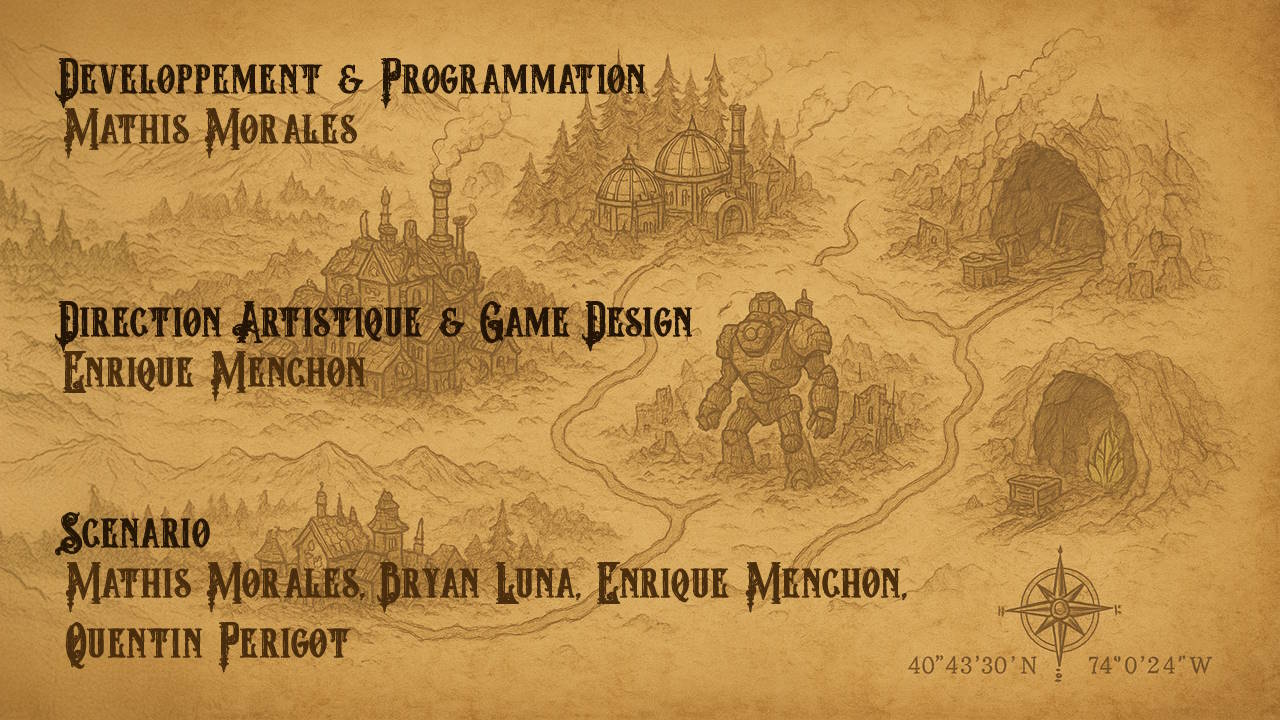 Developpement & Programmation
Mathis Morales
Direction Artistique & Game Design
Enrique Menchon
Scenario
Mathis Morales, Bryan Luna, Enrique Menchon,
Quentin Perigot
40"43'30'N 74"0'24"W